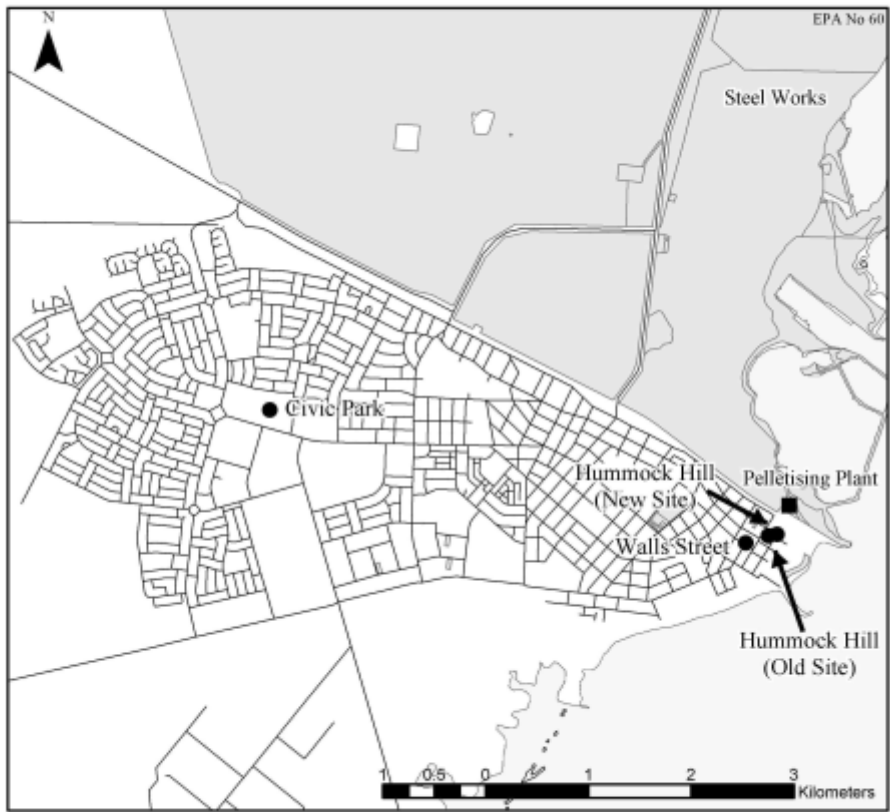 N
EPA No 60
Steel Works
Civic Park
Hummock Hill
(New Site)
Pelletising Plant
Walls Street
Hummock Hill
(Old Site)
1 0.5 0 1 2 3
Kilometers